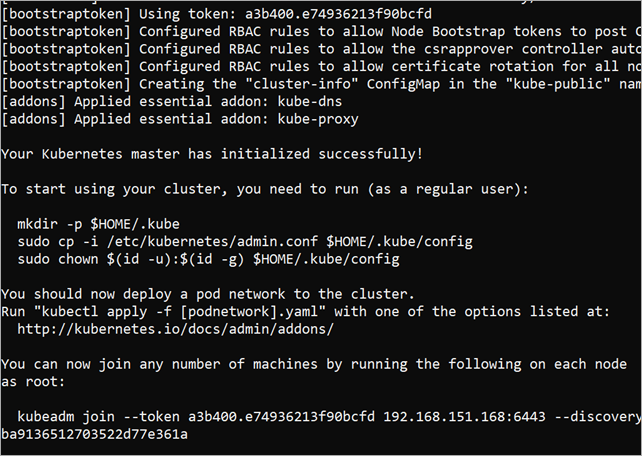 [bootstraptoken] Using token: a3b400.e74936213f90bcfd
[bootstraptoken] Configured RBAC rules to allow Node Bootstrap tokens to post C
[bootstraptoken] Configured RBAC rules to allow the csrapprover controller auto
[bootstraptoken] Configured RBAC rules to allow certificate rotation for all no
[bootstraptoken] Creating the "cluster-info" ConfigMap in the "kube-public" nam
[addons] Applied essential addon: kube-dns
[addons] Applied essential addon: kube-proxy
Your Kubernetes master has initialized successfully!
To start using your cluster, you need to run (as a regular user):
mkdir -p $HOME/.kube
sudo cp -i /etc/kubernetes/admin.conf $HOME/.kube/config
sudo chown $(id -u):$(id -g) $HOME/.kube/config
You should now deploy a pod network to the cluster.
Run "kubectl apply -f [podnetwork].yaml" with one of the options listed at:
http://kubernetes.io/docs/admin/addons/
You can now join any number of machines by running the following on each node
as root:
kubeadm join --token a3b400.e74936213f90bcfd 192.168.151.168:6443 --discovery
ba9136512703522d77e361a